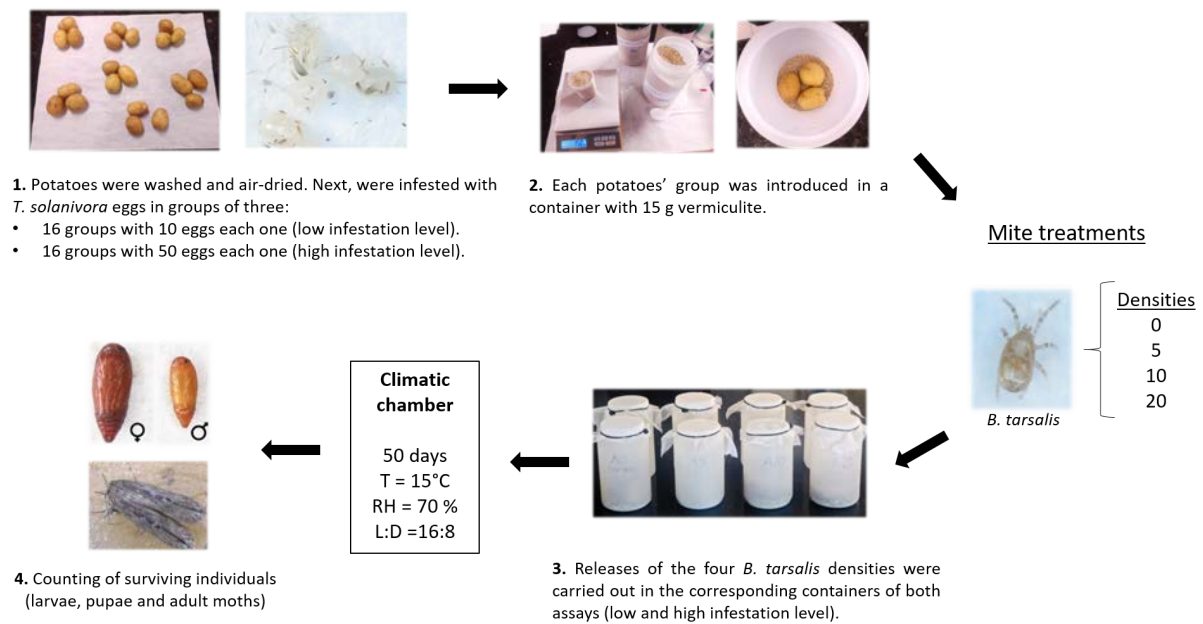 1. Potatoes were washed and air-dried. Next, were infested with
T. solanivora eggs in groups of three:
• 16 groups with 10 eggs each one (low infestation level).
• 16 groups with 50 eggs each one (high infestation level).
2. Each potatoes’ group was introduced in a
container with 15 g vermiculite.
Mite treatments
Densities
0
5
10
20
B. tarsalis
3. Releases of the four B. tarsalis densities were
carried out in the corresponding containers of both
assays (low and high infestation level).
Climatic
chamber
50 days
T = 15°C
RH = 70 %
L:D =16:8
♀ ♂
4. Counting of surviving individuals
(larvae, pupae and adult moths)